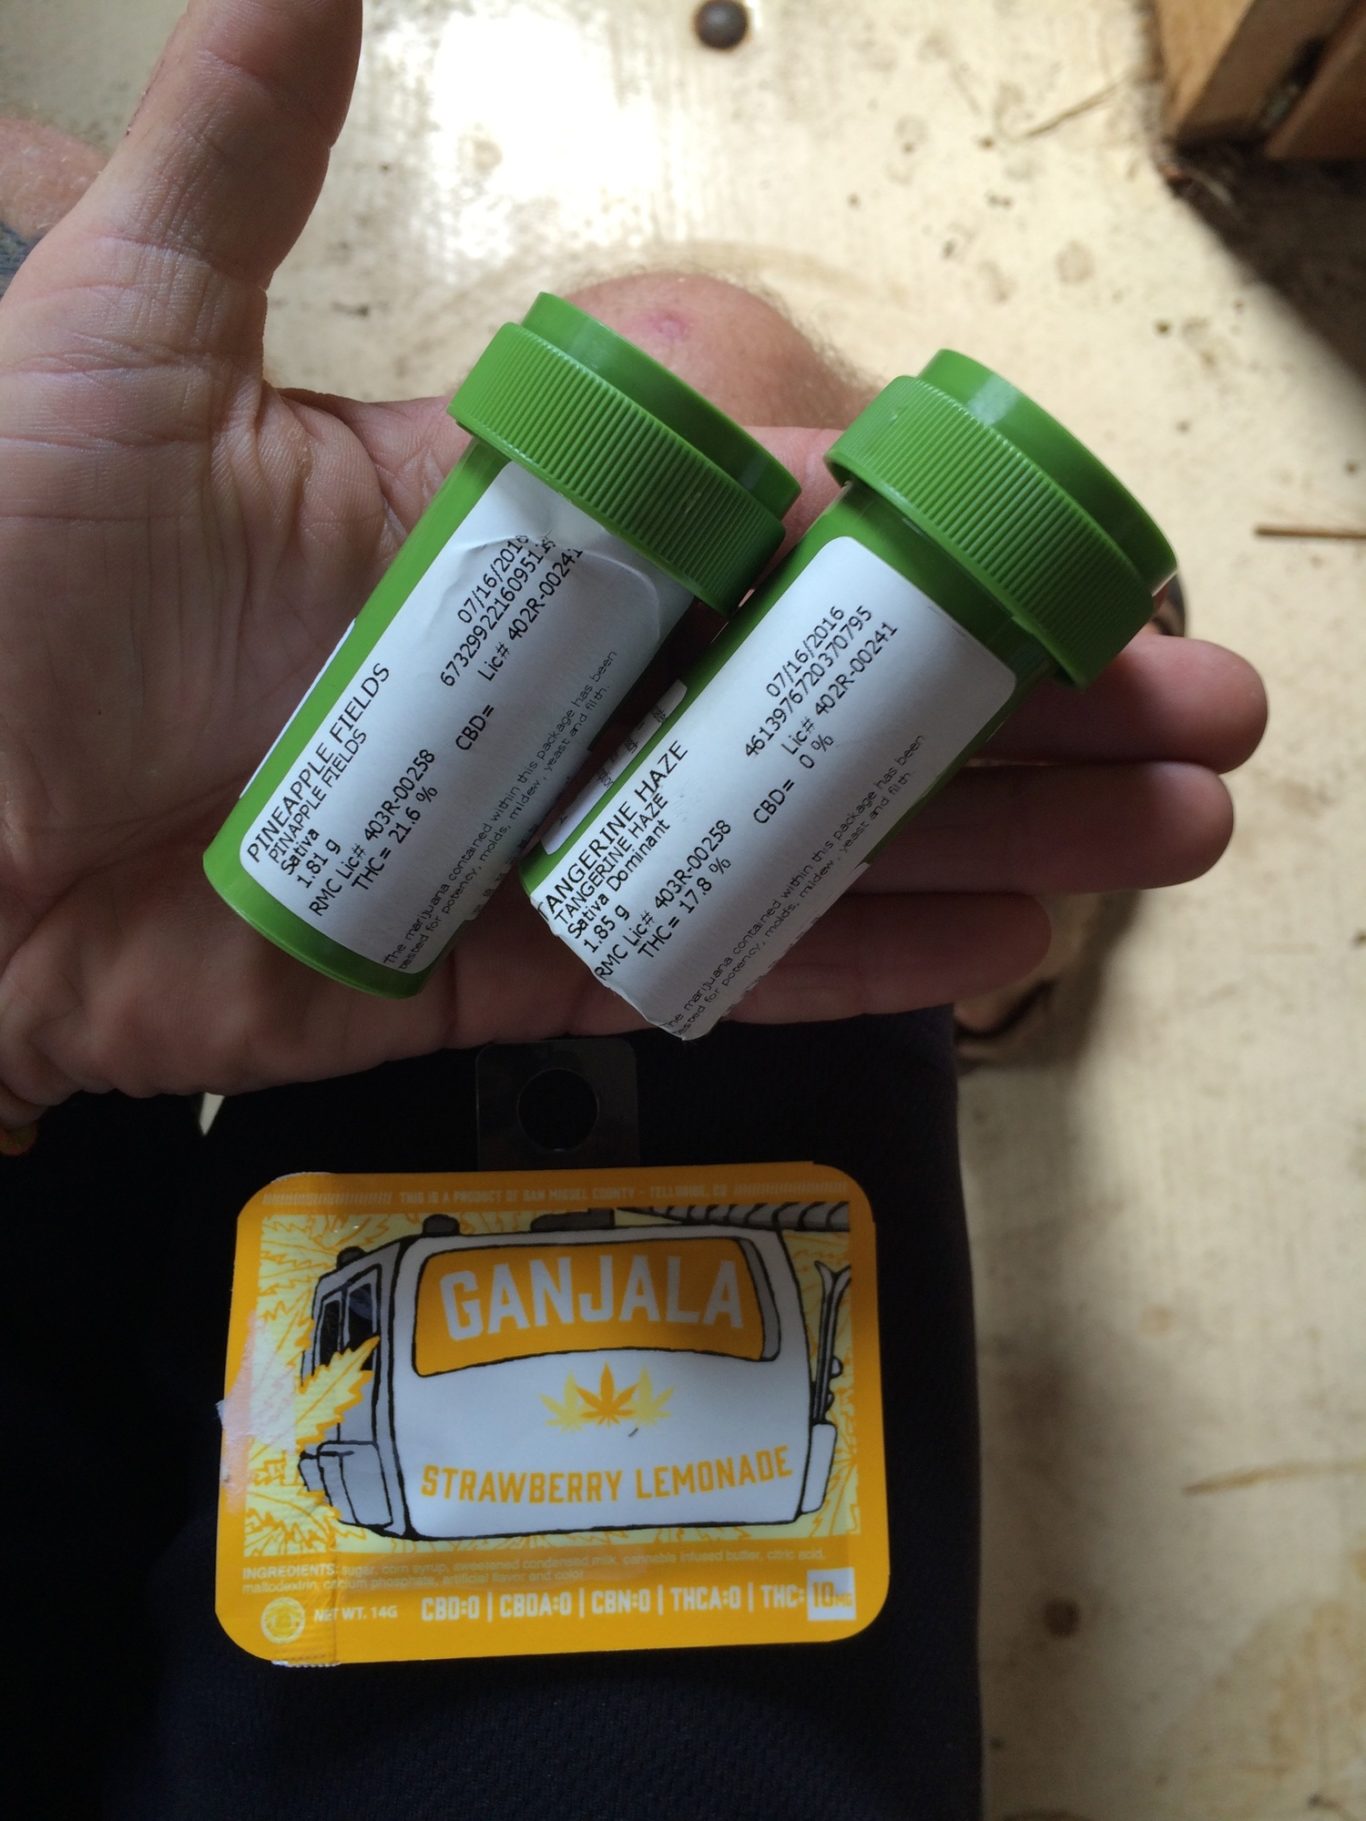 PINEAPPLE FIELDS
PINAPPLE FIELDS
Sativa
1.81 g
RMC Lic# 403R-00258
THC= 21.6 %
CBD=
07/16/2016
Lic# 402R-00241
The marijuana contained within this package has been
tested for potency, molds, mildew, yeast and filth.
TANGERINE HAZE
TANGERINE HAZE
Sativa Dominant
1.85 g
RMC Lic# 403R-00258
THC= 17.8 %
CBD= 0 %
07/16/2016
4613976720370795
Lic# 402R-00241
The marijuana contained within this package has been
tested for potency, molds, mildew, yeast and filth.
THIS IS A PRODUCT OF SAN MIGUEL COUNTY - TELLURIDE, CO
GANJALA
STRAWBERRY LEMONADE
INGREDIENTS: sugar, corn syrup, sweetened condensed milk, cannabis infused butter, citric acid,
maltodextrin, calcium phosphate, artificial flavor and color
NET WT. 14G
CBD:0 | CBDA:0 | CBN:0 | THCA:0 | THC: 10MG